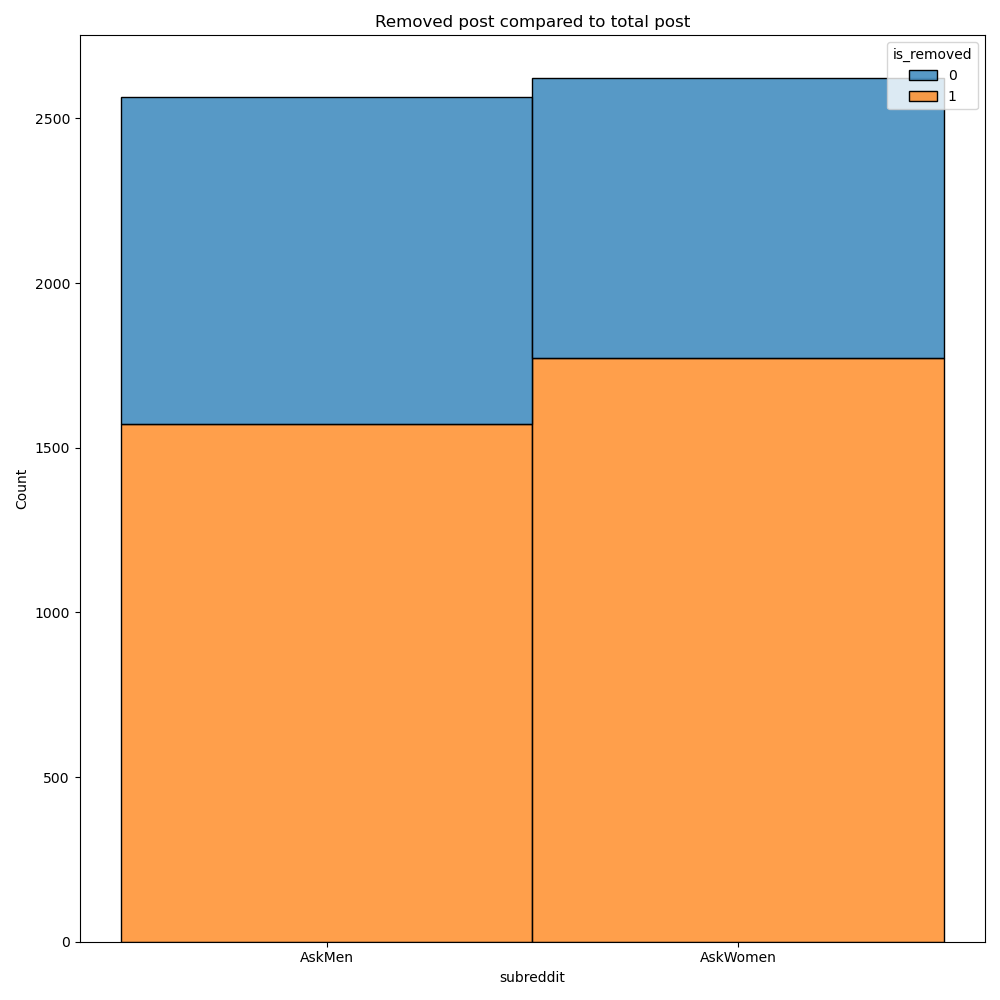 Removed post compared to total post
is_removed
0
1
2500
2000
1500
1000
500
0
Count
AskMen
AskWomen
subreddit